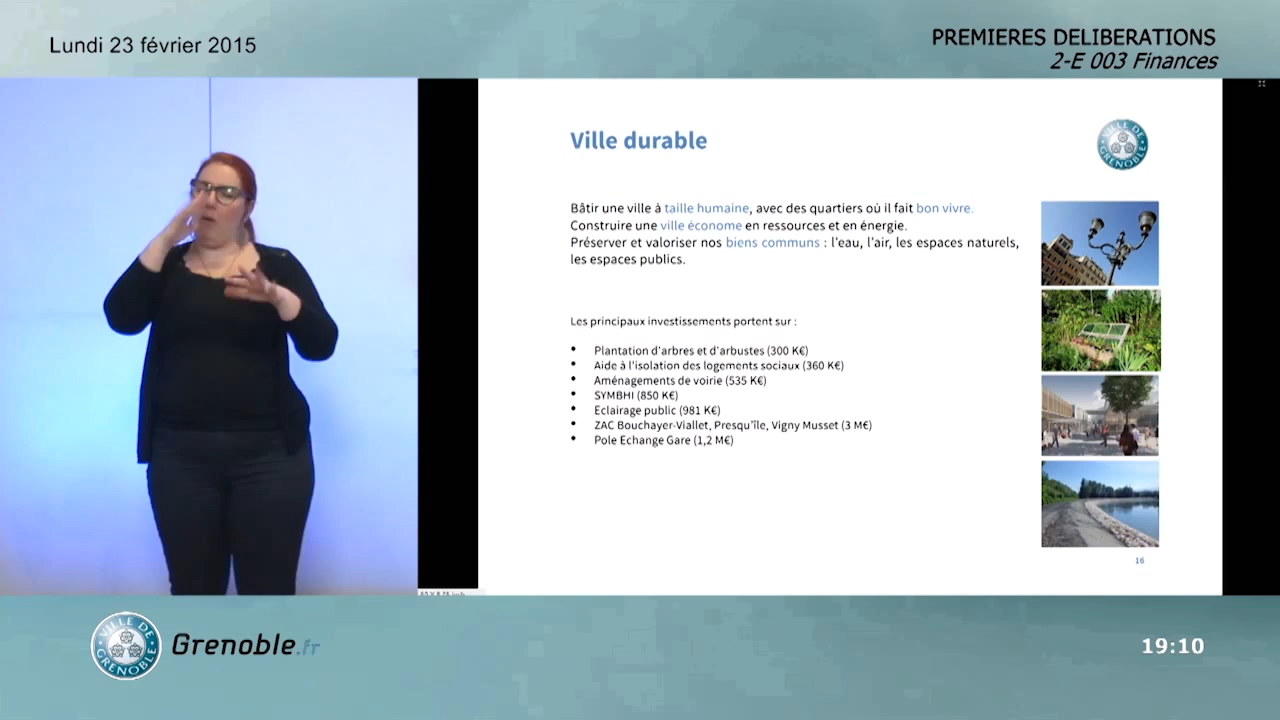 Lundi 23 février 2015
PREMIERES DELIBERATIONS
2-E 003 Finances
Ville durable
VILLE DE GRENOBLE
Bâtir une ville à taille humaine, avec des quartiers où il fait bon vivre.
Construire une ville économe en ressources et en énergie.
Préserver et valoriser nos biens communs : l'eau, l'air, les espaces naturels,
les espaces publics.
Les principaux investissements portent sur :
• Plantation d'arbres et d'arbustes (300 K€)
• Aide à l'isolation des logements sociaux (360 K€)
• Aménagements de voirie (535 K€)
• SYMBHI (850 K€)
• Eclairage public (981 K€)
• ZAC Bouchayer-Viallet, Presqu'île, Vigny Musset (3 M€)
• Pole Echange Gare (1,2 M€)
16
VILLE DE GRENOBLE
Grenoble.fr
19:10